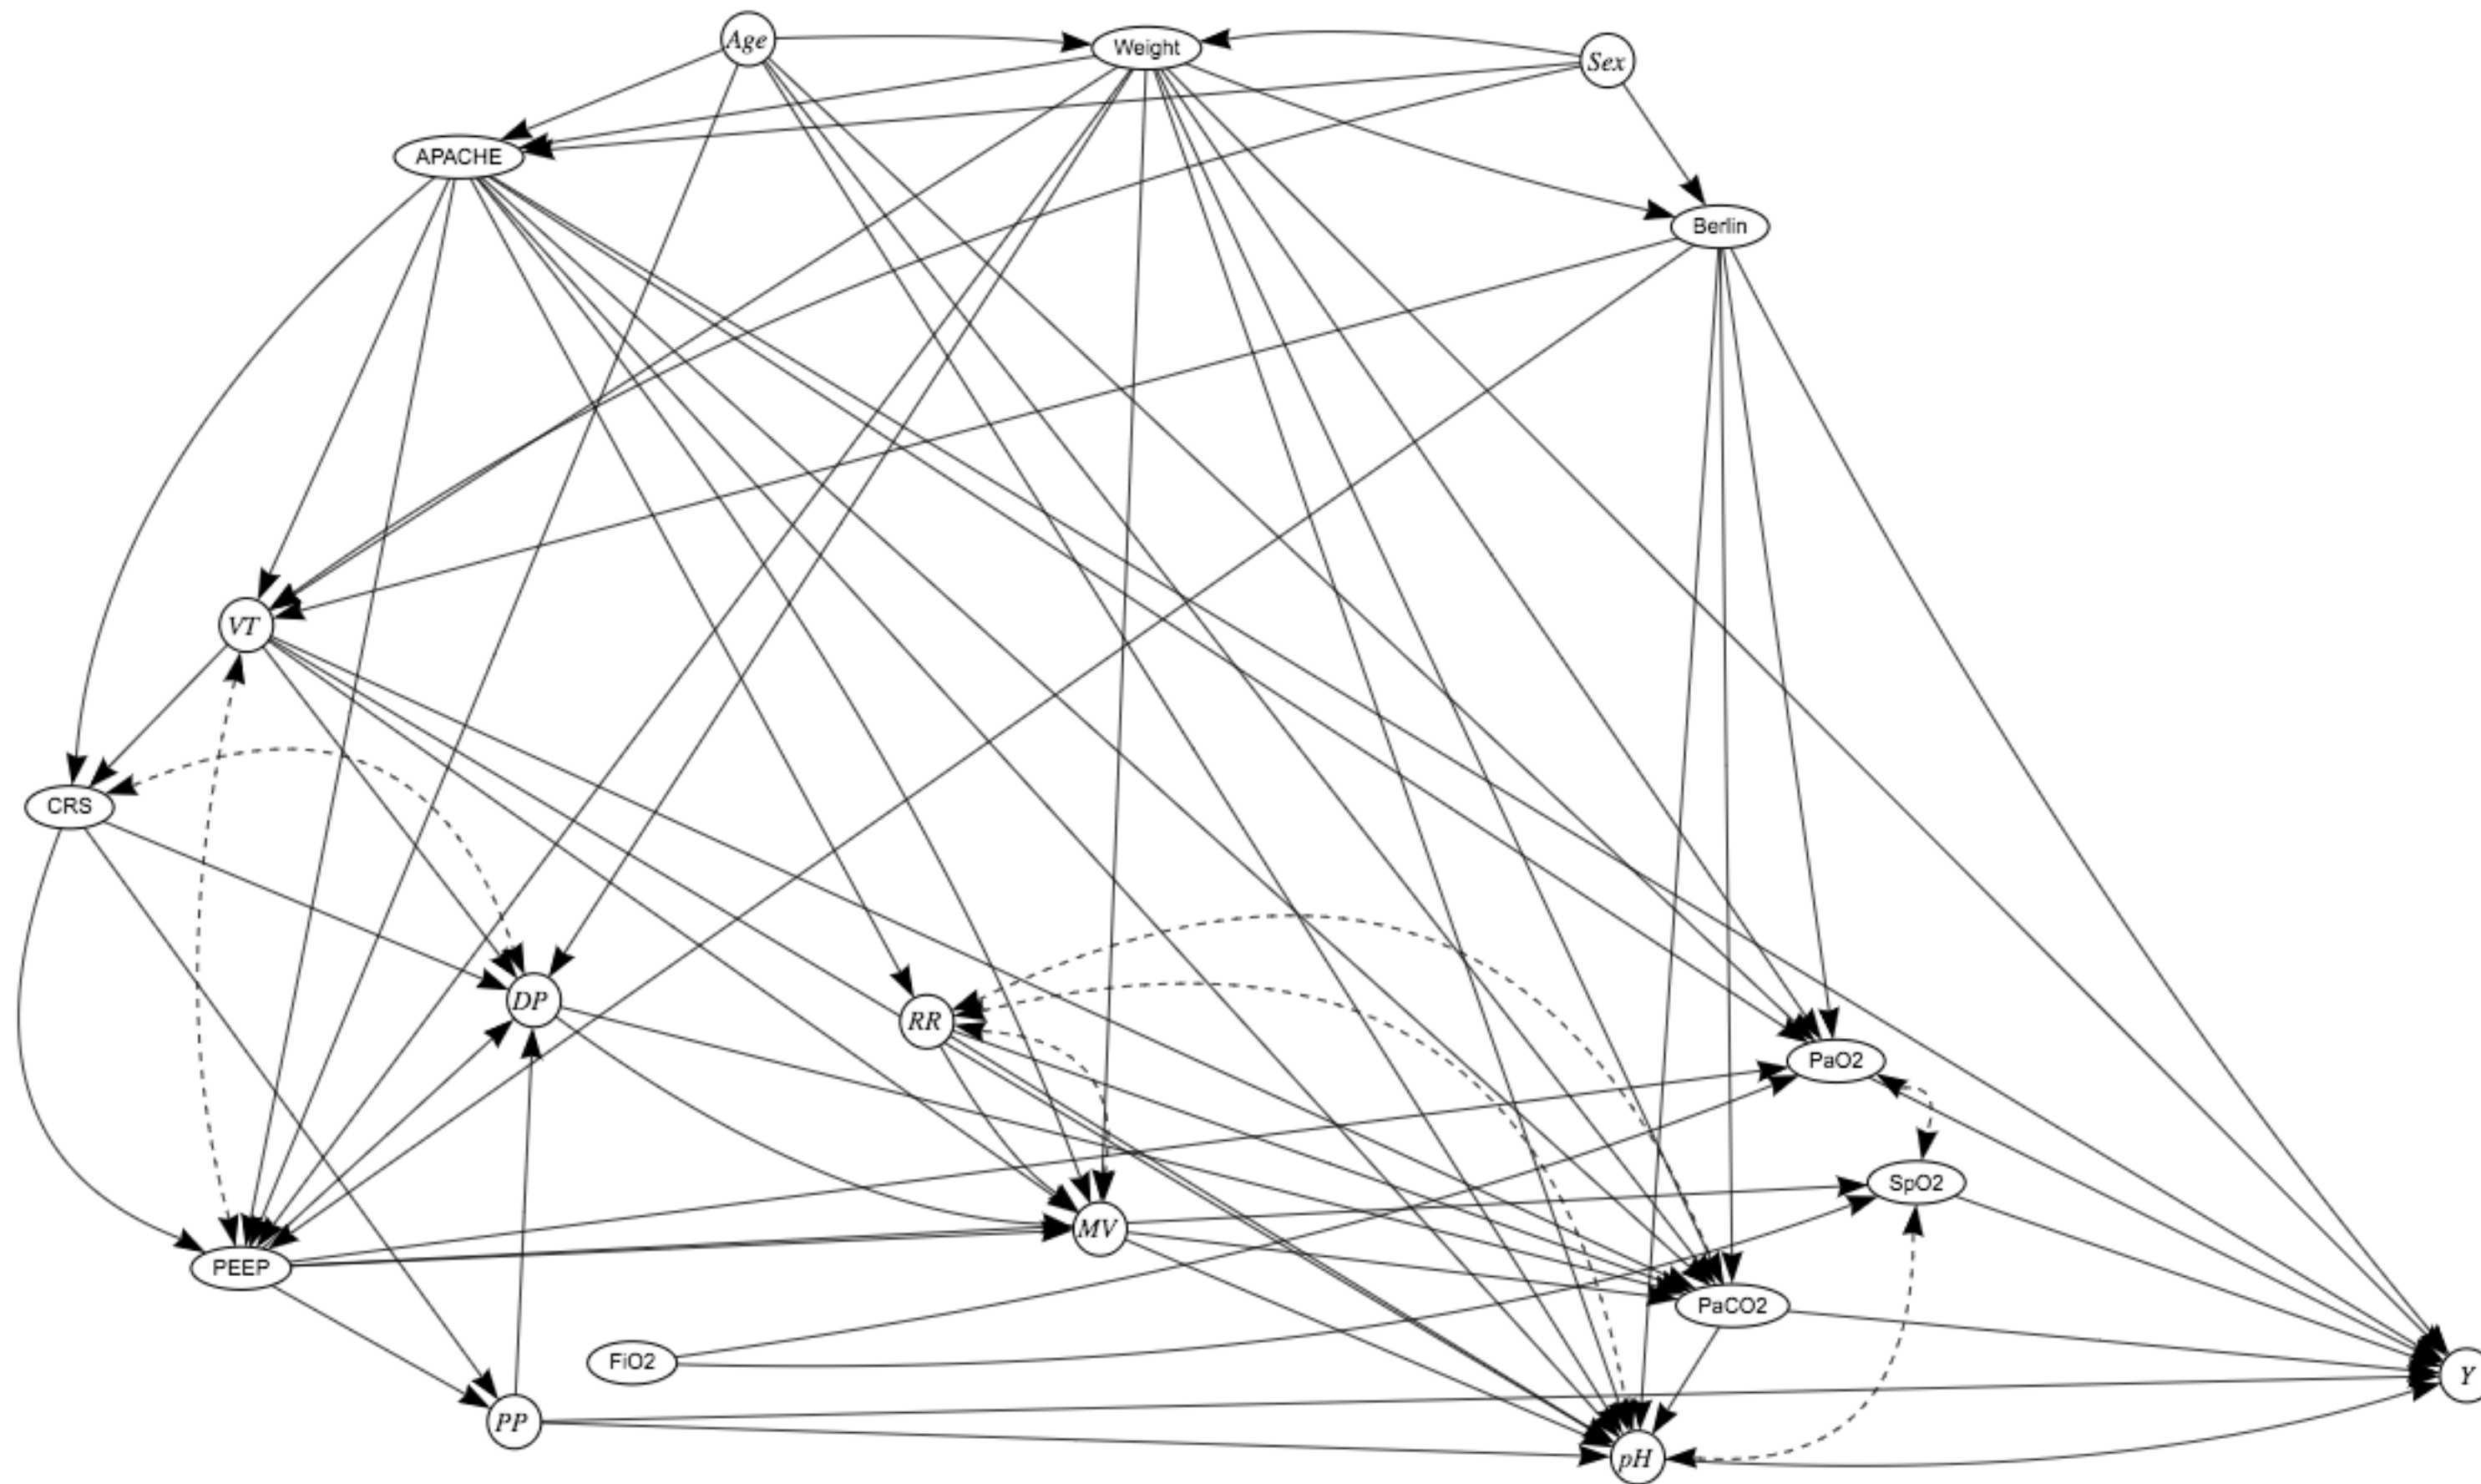 Age
Weight
Sex
APACHE
Berlin
VT
CRS
DP
RR
PaO2
SpO2
MV
PEEP
PaCO2
FiO2
Y
PP
pH